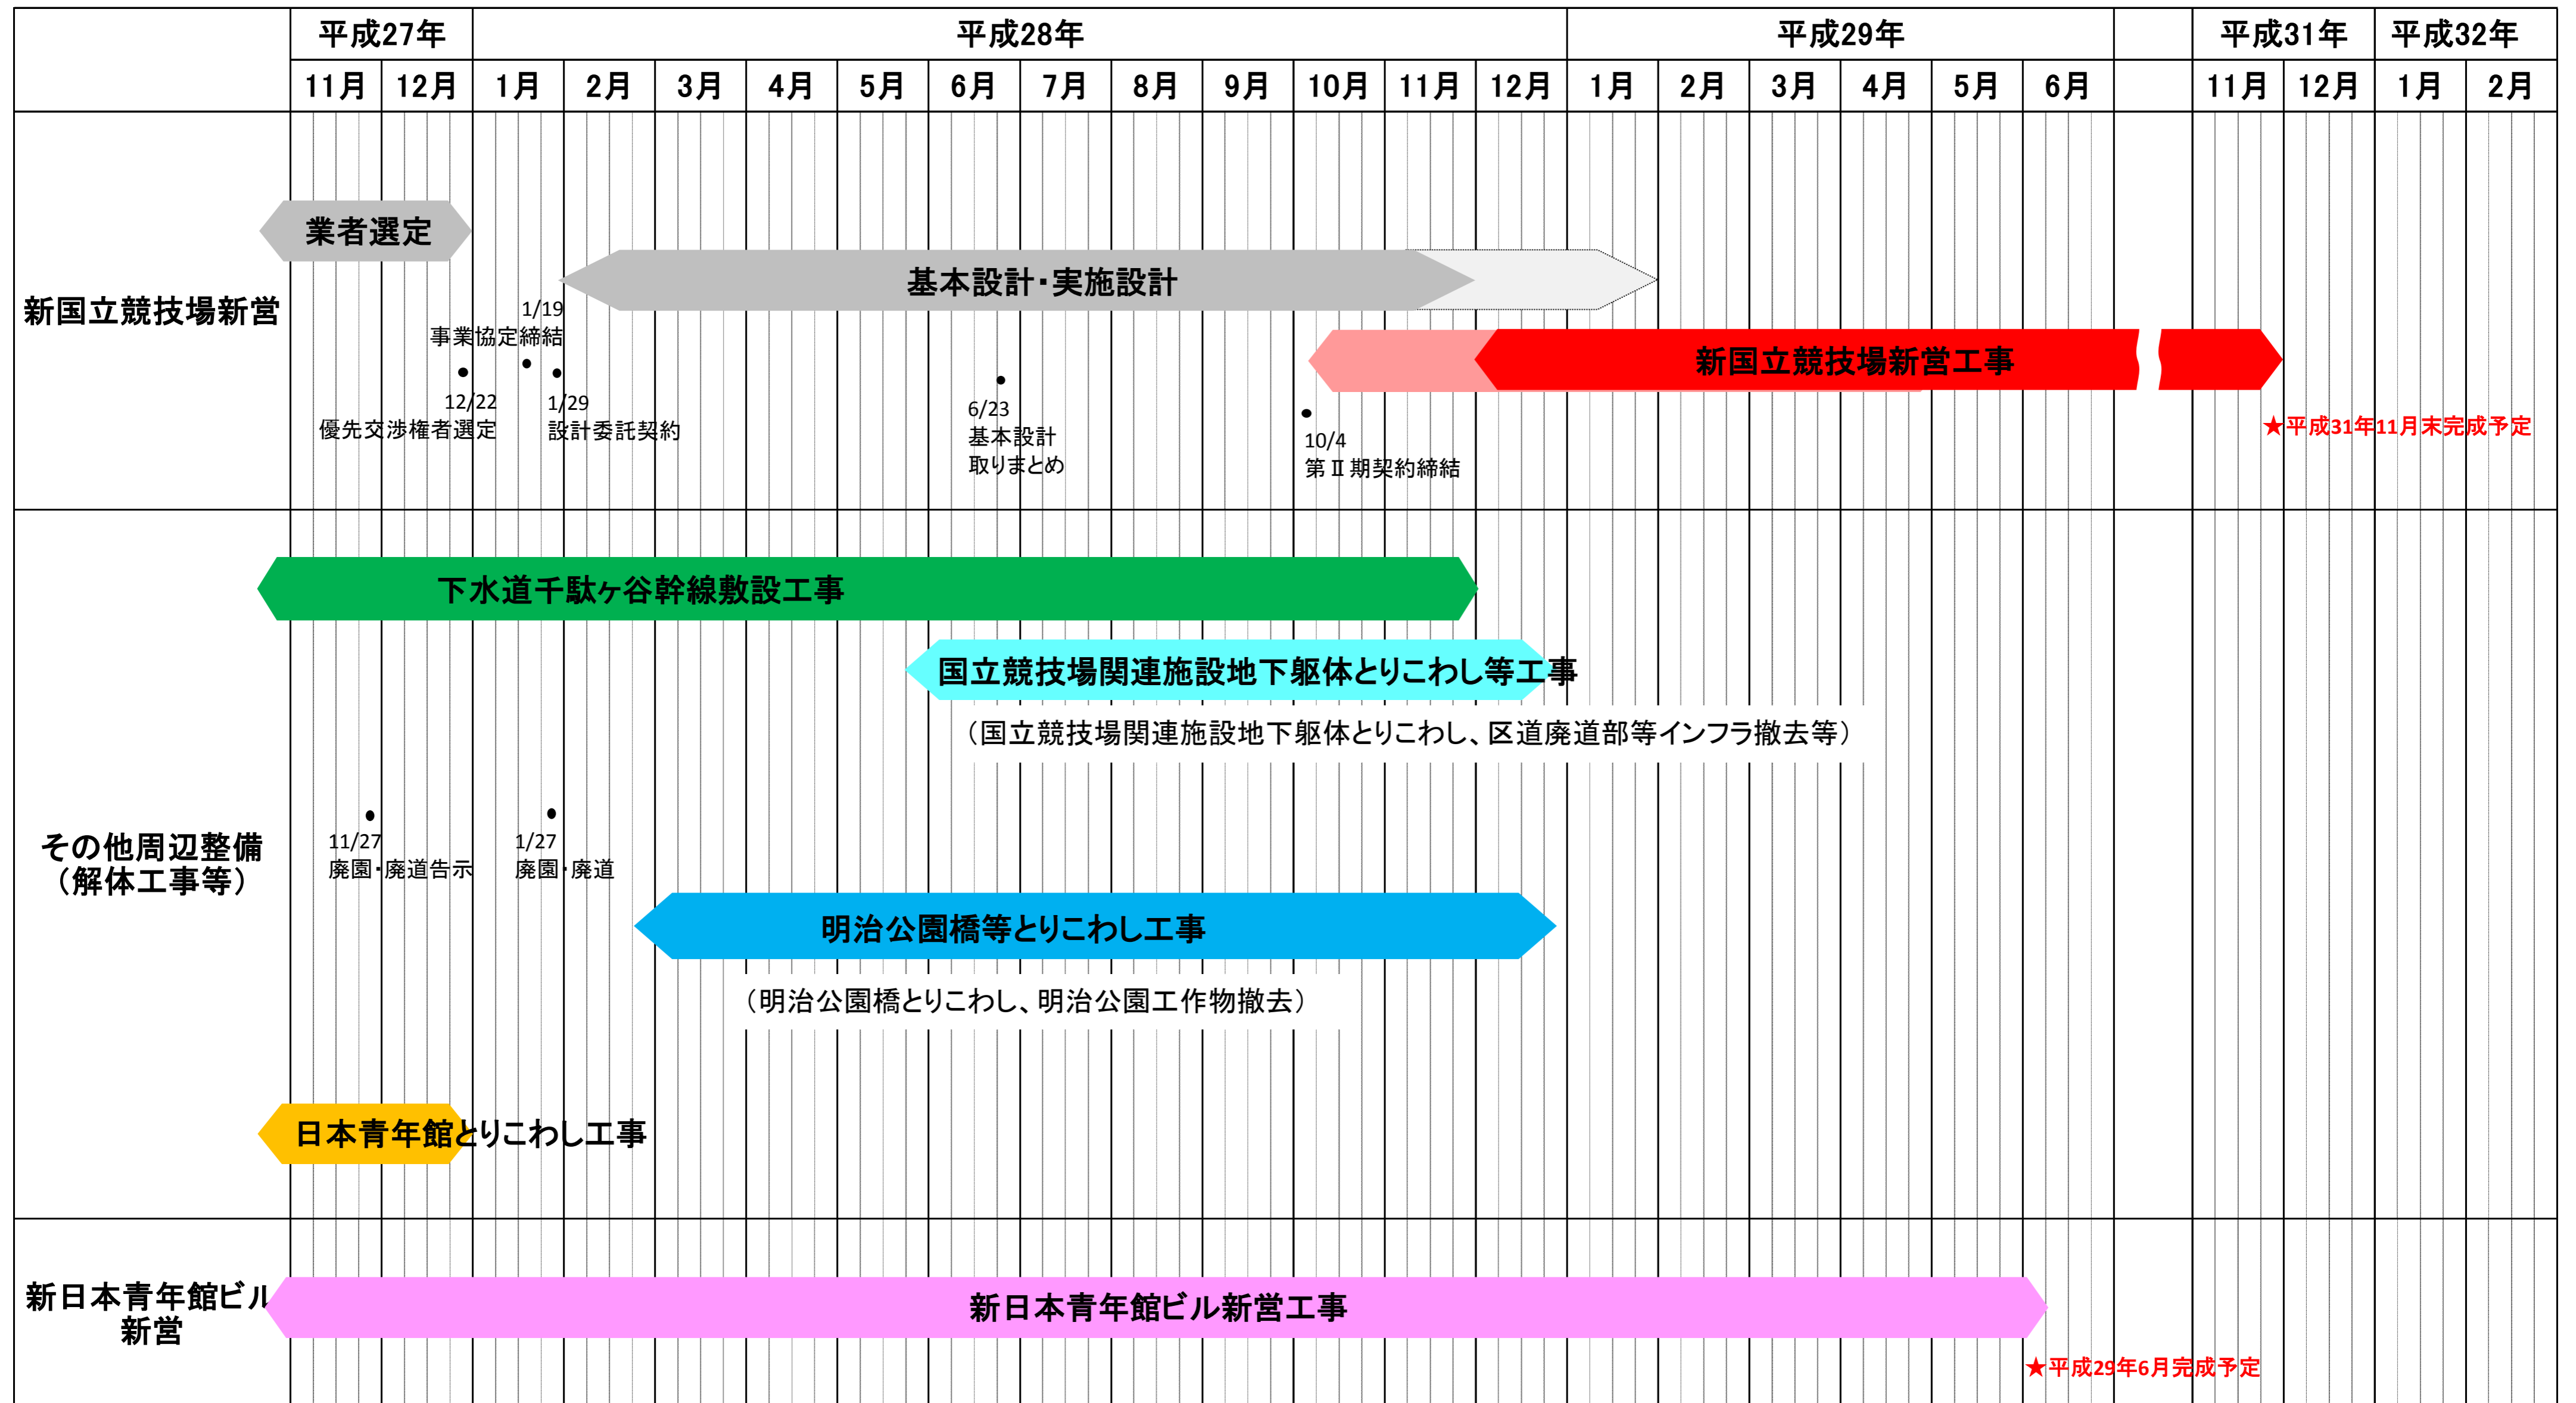 平成27年 平成28年 平成29年 平成31年 平成32年
11月 12月 1月 2月 3月 4月 5月 6月 7月 8月 9月 10月 11月 12月 1月 2月 3月 4月 5月 6月 11月 12月 1月 2月
新国立競技場新営
業者選定
基本設計・実施設計
新国立競技場新営工事
1/19
事業協定締結
12/22
優先交渉権者選定
1/29
設計委託契約
6/23
基本設計
取りまとめ
10/4
第Ⅱ期契約締結
★平成31年11月末完成予定
その他周辺整備
（解体工事等）
下水道千駄ヶ谷幹線敷設工事
国立競技場関連施設地下躯体とりこわし等工事
（国立競技場関連施設地下躯体とりこわし、区道廃道部等インフラ撤去等）
11/27
廃園・廃道告示
1/27
廃園・廃道
明治公園橋等とりこわし工事
（明治公園橋とりこわし、明治公園工作物撤去）
日本青年館とりこわし工事
新日本青年館ビル
新営
新日本青年館ビル新営工事
★平成29年6月完成予定